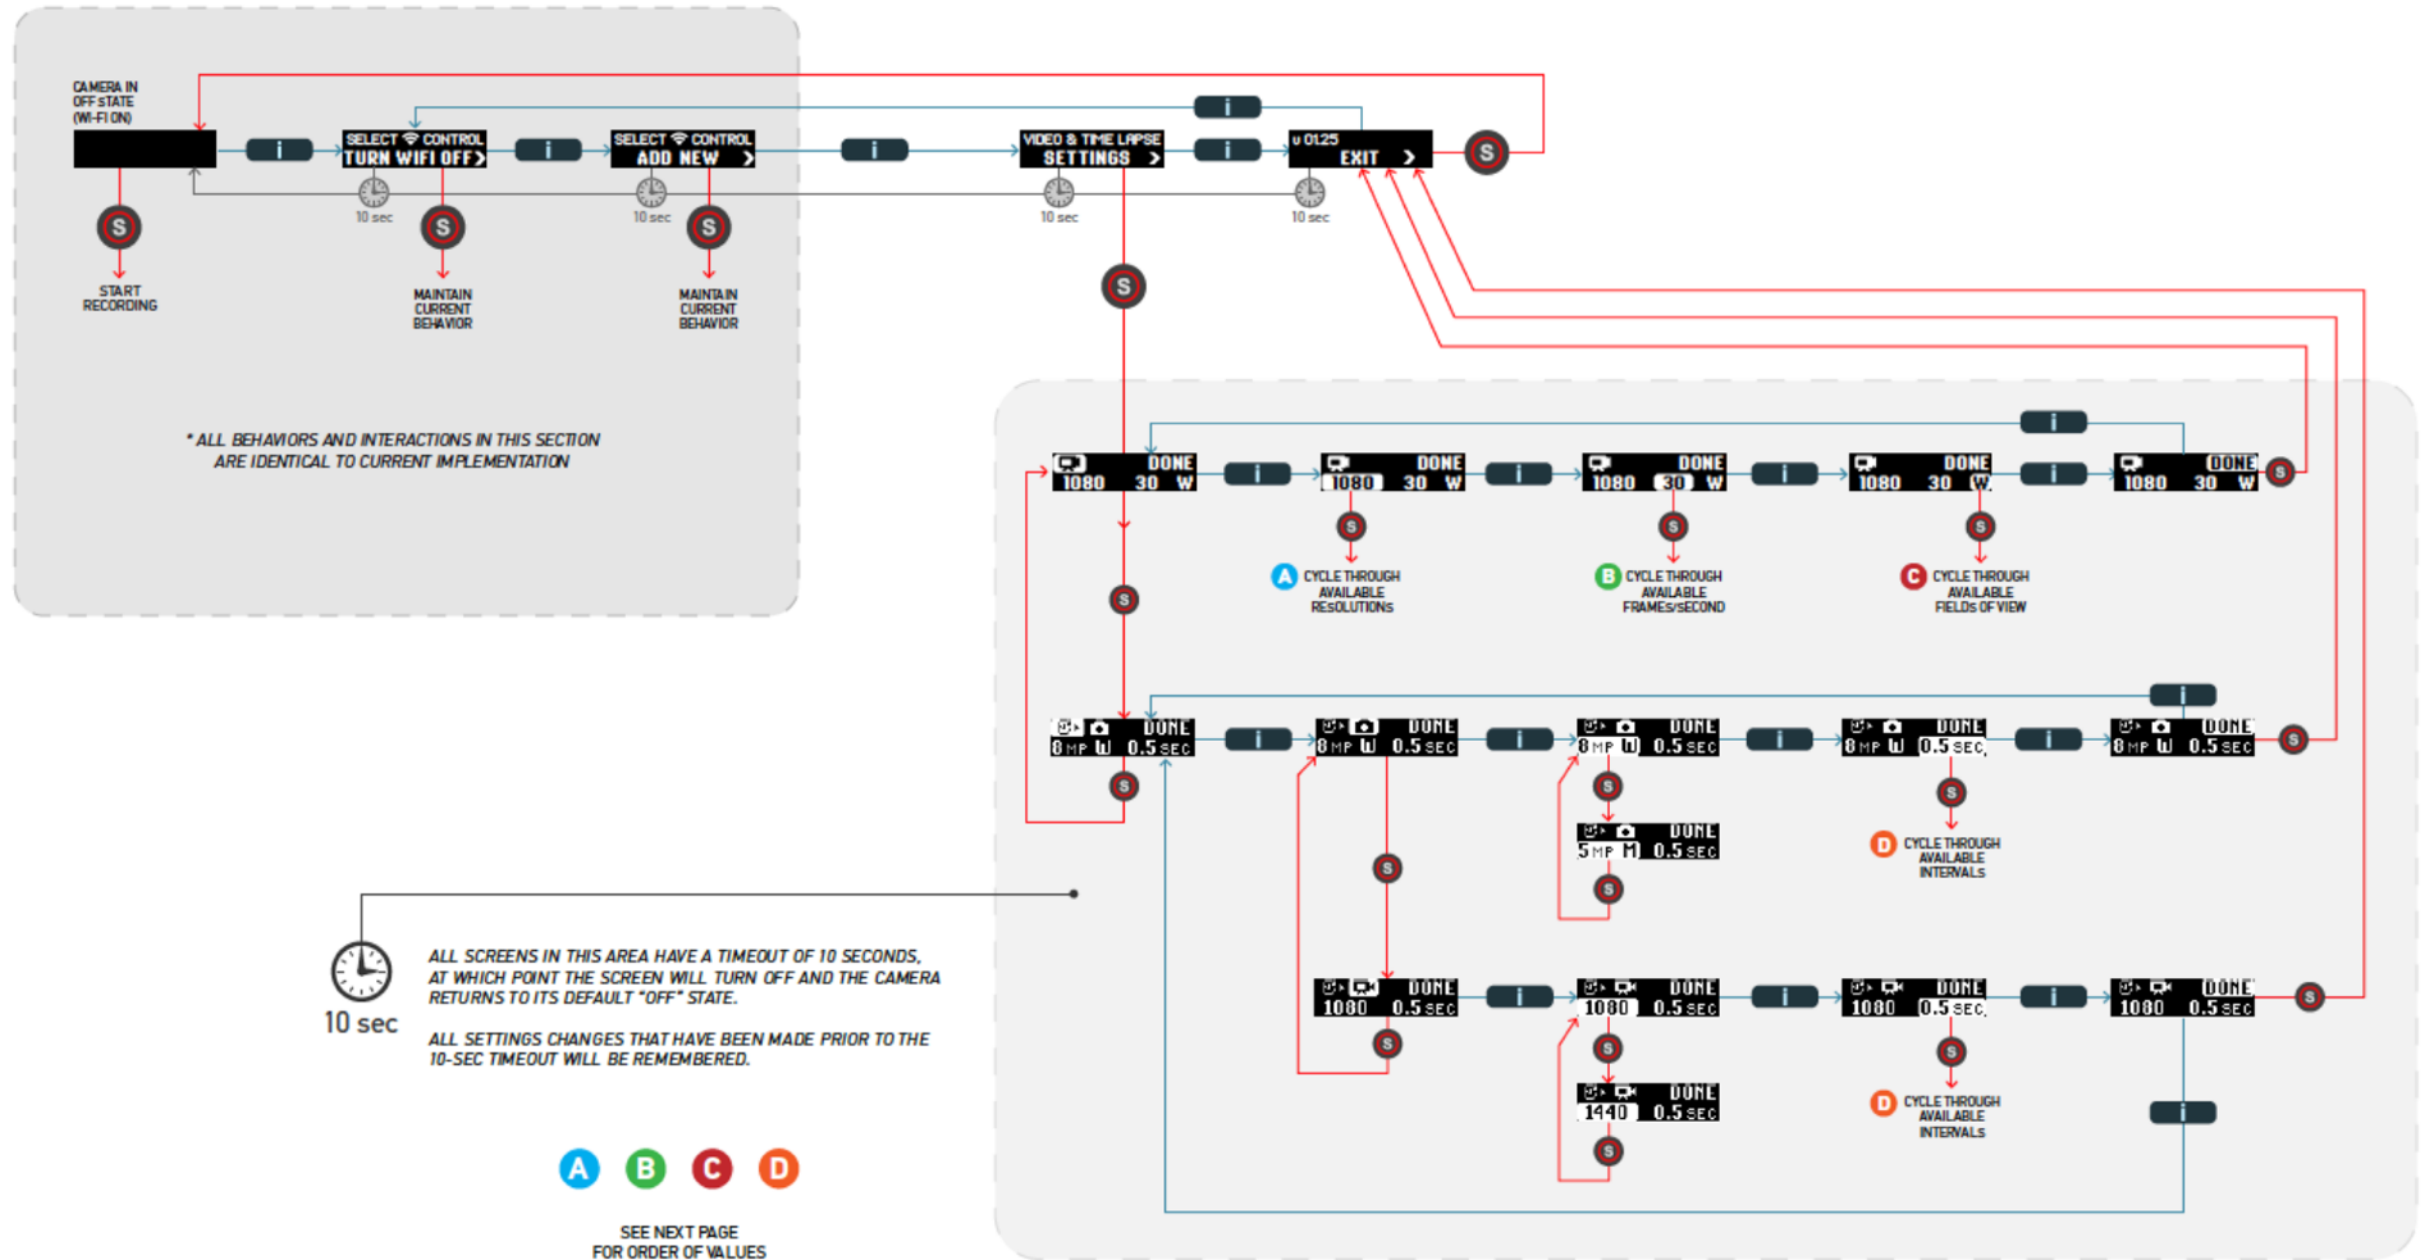 CAMERA IN
OFF STATE
(WI-FI ON)
i
SELECT CONTROL
TURN WIFI OFF>
i
SELECT CONTROL
ADD NEW >
i
VIDEO & TIME LAPSE
SETTINGS >
i
i
v 01.25
EXIT >
S
10 sec
10 sec
10 sec
10 sec
S
S
S
S
START
RECORDING
MAINTAIN
CURRENT
BEHAVIOR
MAINTAIN
CURRENT
BEHAVIOR
* ALL BEHAVIORS AND INTERACTIONS IN THIS SECTION
ARE IDENTICAL TO CURRENT IMPLEMENTATION
i
DONE
1080 30 W
i
DONE
1080 30 W
i
DONE
1080 30 W
i
DONE
1080 30 W
i
DONE
1080 30 W
S
S
S
S
A CYCLE THROUGH
AVAILABLE
RESOLUTIONS
B CYCLE THROUGH
AVAILABLE
FRAMES/SECOND
C CYCLE THROUGH
AVAILABLE
FIELDS OF VIEW
S
i
DONE
8 MP W 0.5 SEC
i
DONE
8 MP W 0.5 SEC
i
DONE
8 MP W 0.5 SEC
i
DONE
8 MP W 0.5 SEC
i
DONE
8 MP W 0.5 SEC
S
S
S
S
DONE
5 MP M 0.5 SEC
S
S
D CYCLE THROUGH
AVAILABLE
INTERVALS
DONE
1080 0.5 SEC
i
DONE
1080 0.5 SEC
i
DONE
1080 0.5 SEC
i
DONE
1080 0.5 SEC
S
S
S
S
DONE
1440 0.5 SEC
S
D CYCLE THROUGH
AVAILABLE
INTERVALS
i
10 sec
ALL SCREENS IN THIS AREA HAVE A TIMEOUT OF 10 SECONDS,
AT WHICH POINT THE SCREEN WILL TURN OFF AND THE CAMERA
RETURNS TO ITS DEFAULT "OFF" STATE.
ALL SETTINGS CHANGES THAT HAVE BEEN MADE PRIOR TO THE
10-SEC TIMEOUT WILL BE REMEMBERED.
A B C D
SEE NEXT PAGE
FOR ORDER OF VALUES